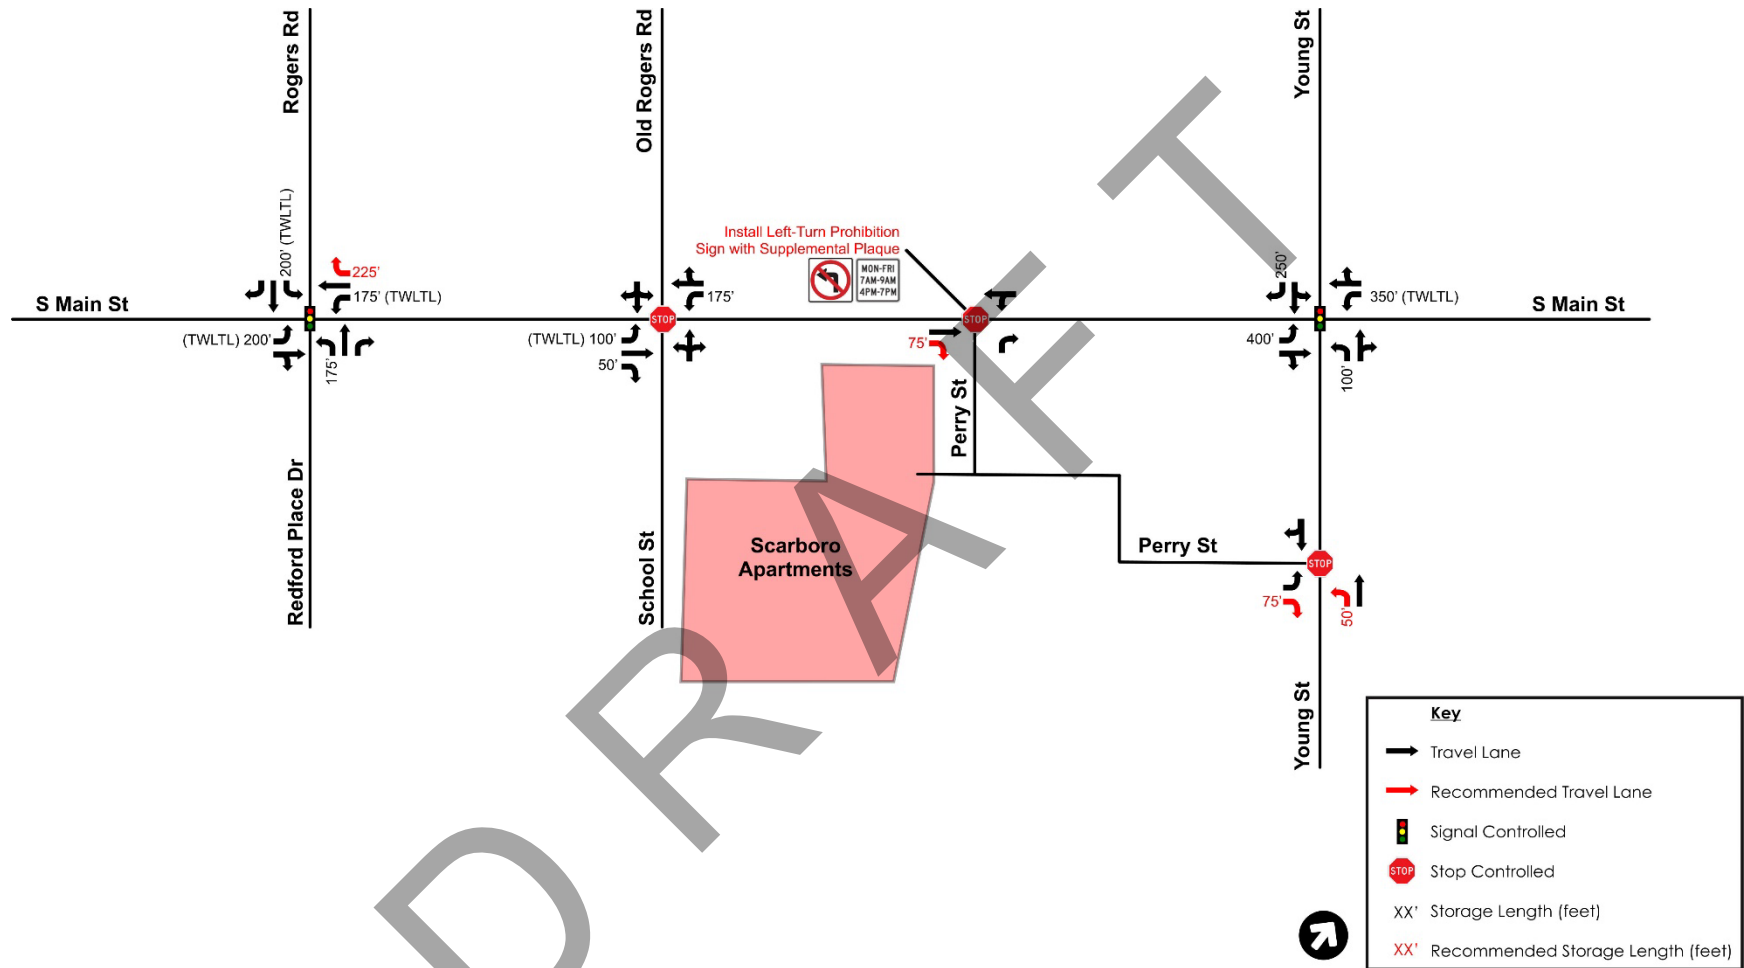 Rogers Rd
Old Rogers Rd
Young St
200' (TWLTL)
225'
175' (TWLTL)
S Main St
(TWLTL) 200'
175'
Install Left-Turn Prohibition
Sign with Supplemental Plaque
MON-FRI
7AM-9AM
4PM-7PM
175'
STOP
(TWLTL) 100'
50'
STOP
75'
250'
350' (TWLTL)
S Main St
400'
100'
Perry St
Redford Place Dr
School St
Scarboro
Apartments
Perry St
STOP
75'
50'
Young St
DRAFT
Key
Travel Lane
Recommended Travel Lane
Signal Controlled
STOP Stop Controlled
XX' Storage Length (feet)
XX' Recommended Storage Length (feet)